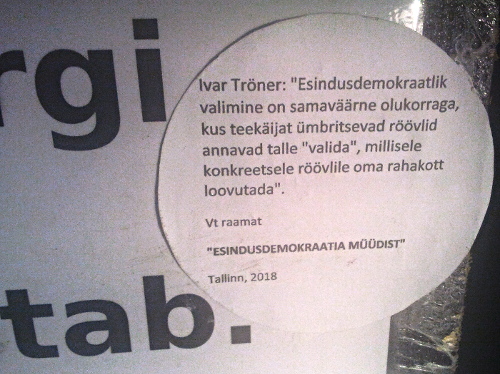 rgi
tab.
Ivar Tröner: "Esindusdemokraatlik
valimine on samaväärne olukorraga,
kus teekäijat ümbritsevad röövlid
annavad talle "valida", millisele
konkreetsele röövlile oma rahakott
loovutada".
Vt raamat
"ESINDUSDEMOKRAATIA MÜÜDIST"
Tallinn, 2018